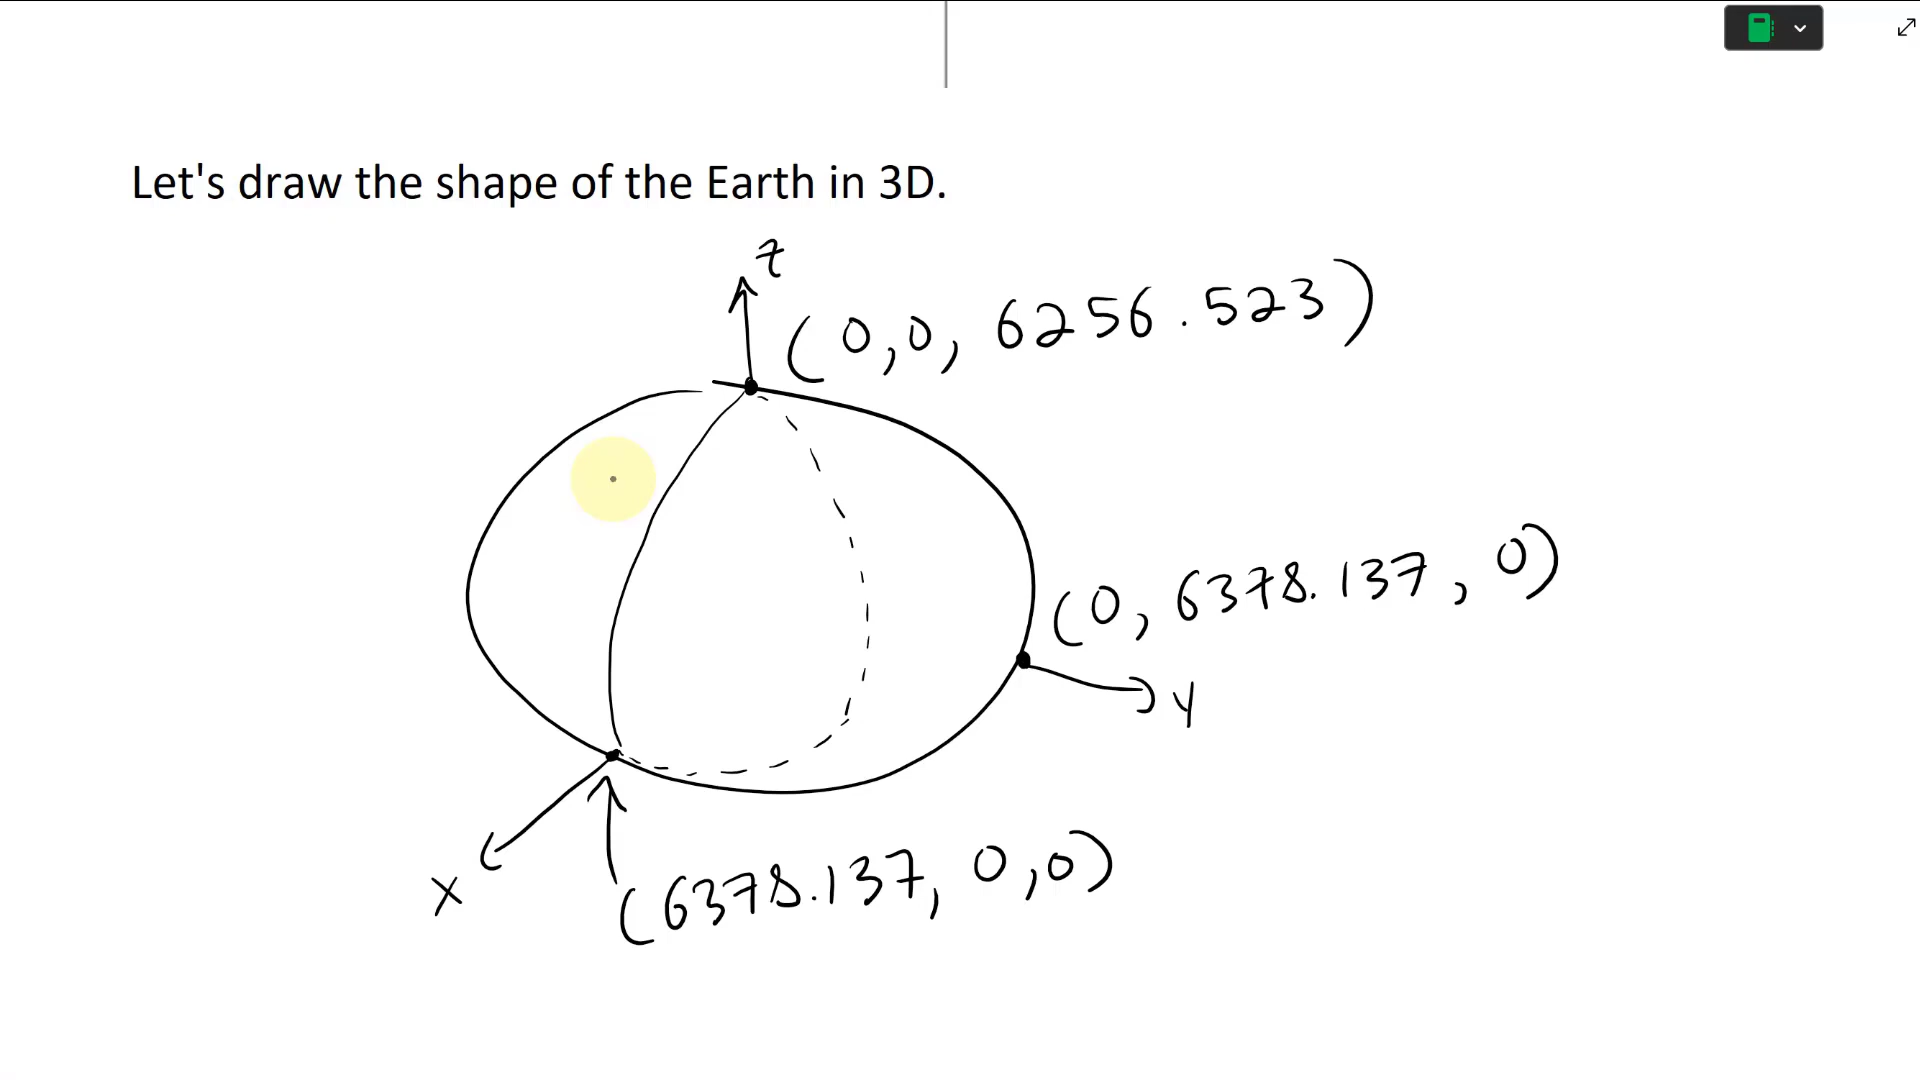 Let's draw the shape of the Earth in 3D.
z
(0,0, 6256.523)
(0, 6378.137, 0)
y
x
(6378.137, 0,0)